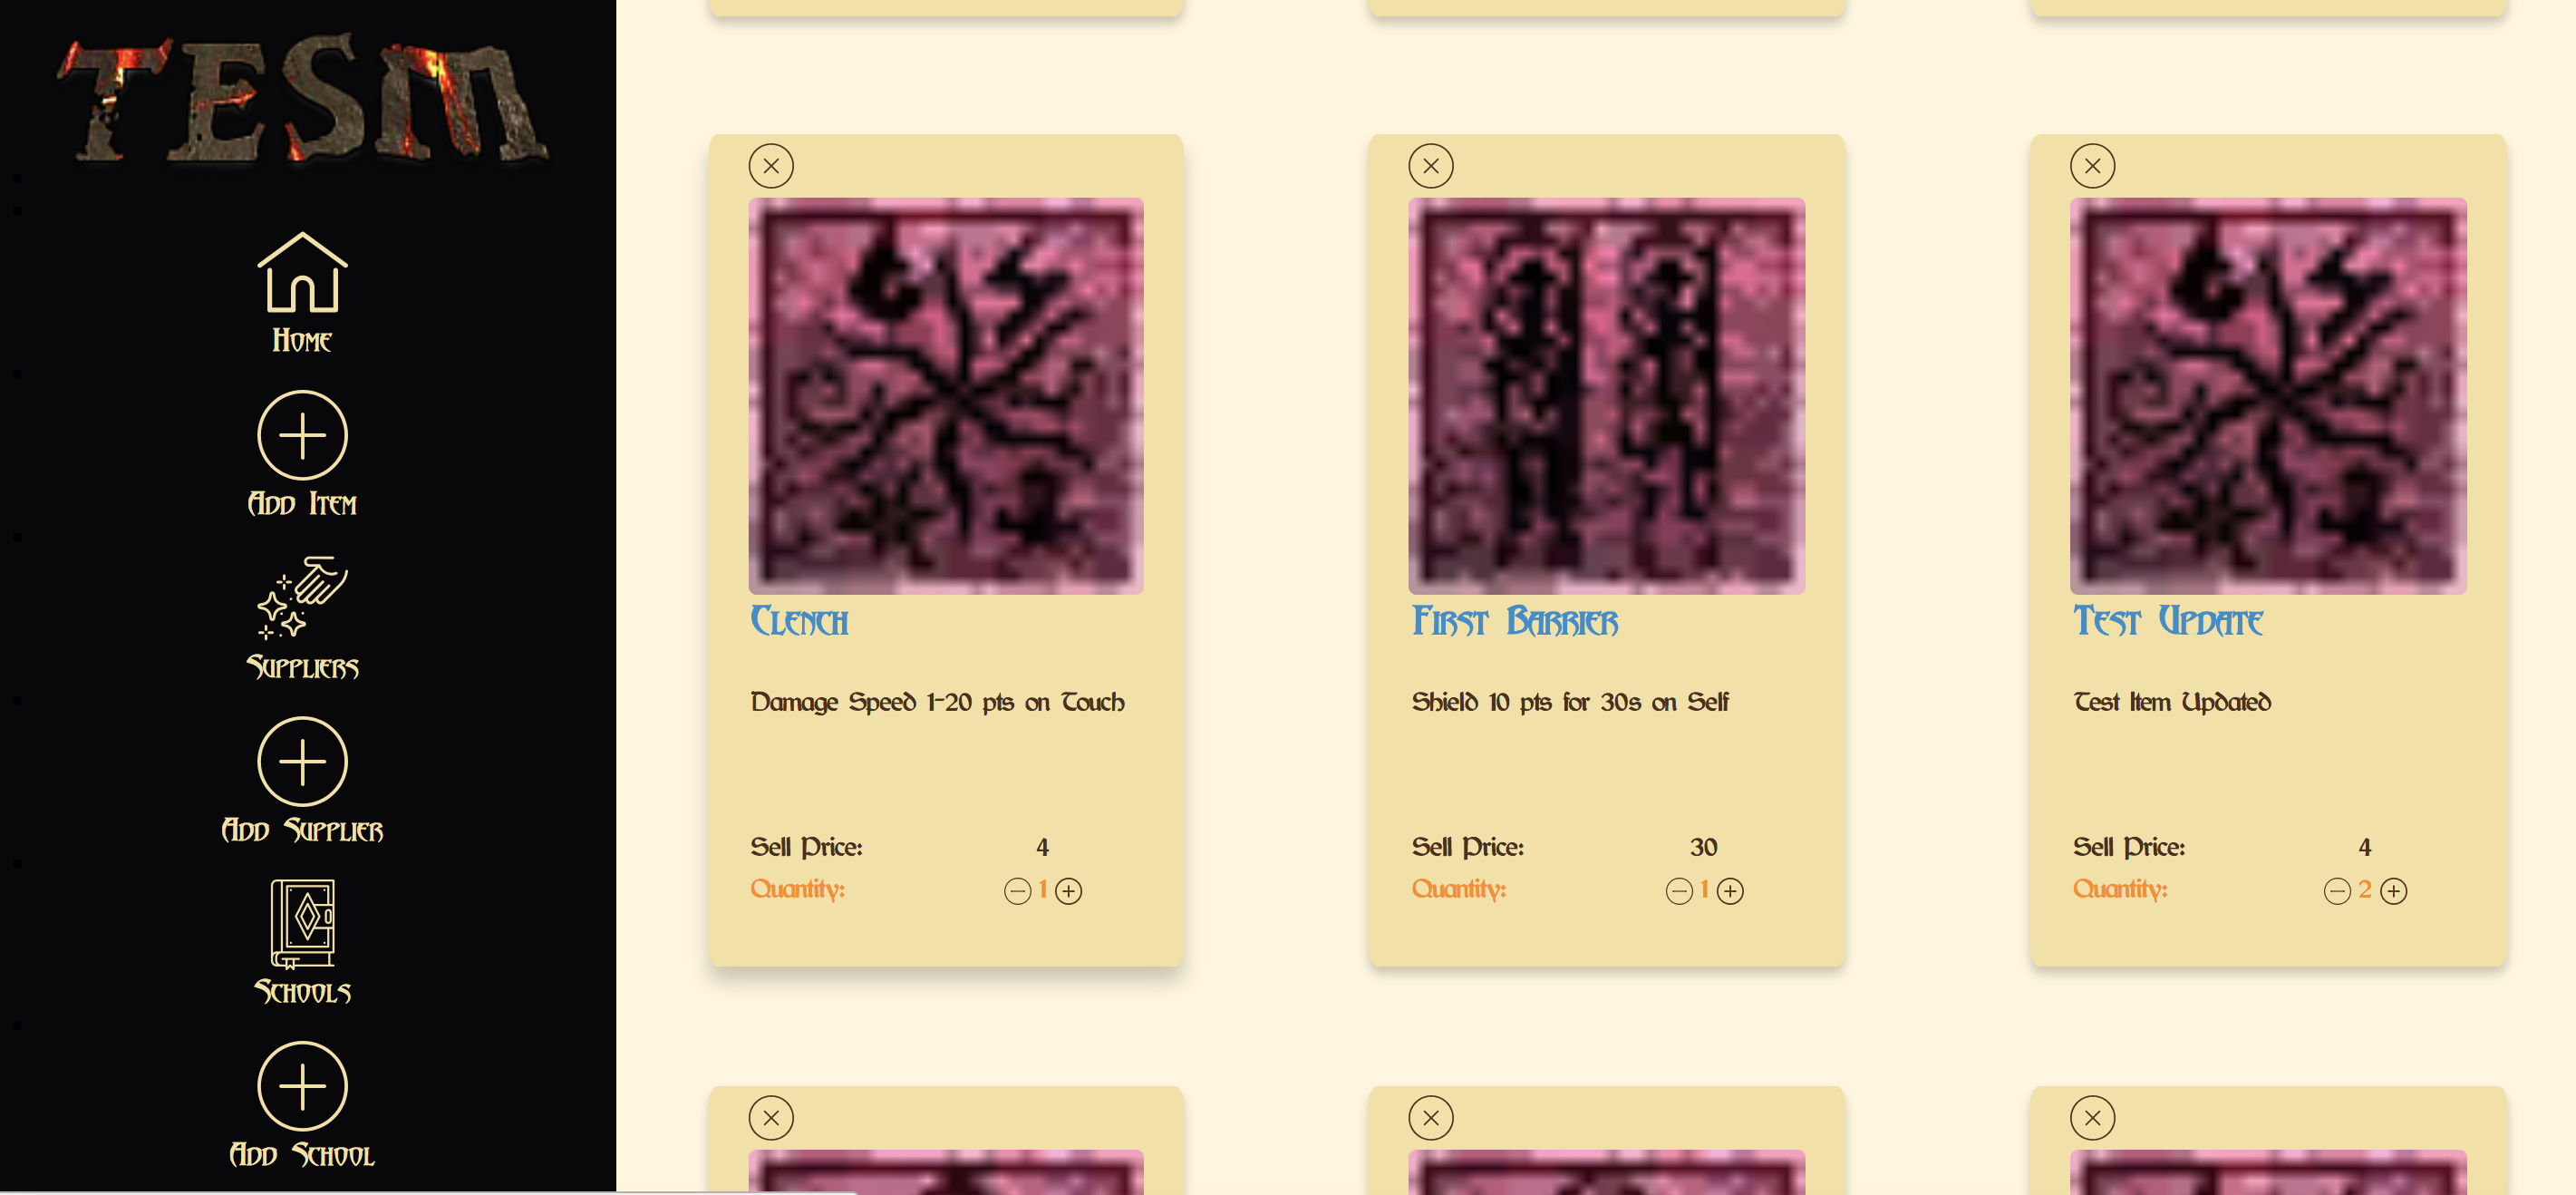 TESM
Home
Add Item
Suppliers
Add Supplier
Schools
Add School
Clench
Damage Speed 1-20 pts on Touch
Sell Price: 4
Quantity: 1
First Barrier
Shield 10 pts for 30s on Self
Sell Price: 30
Quantity: 1
Test Update
Test Item Updated
Sell Price: 4
Quantity: 2